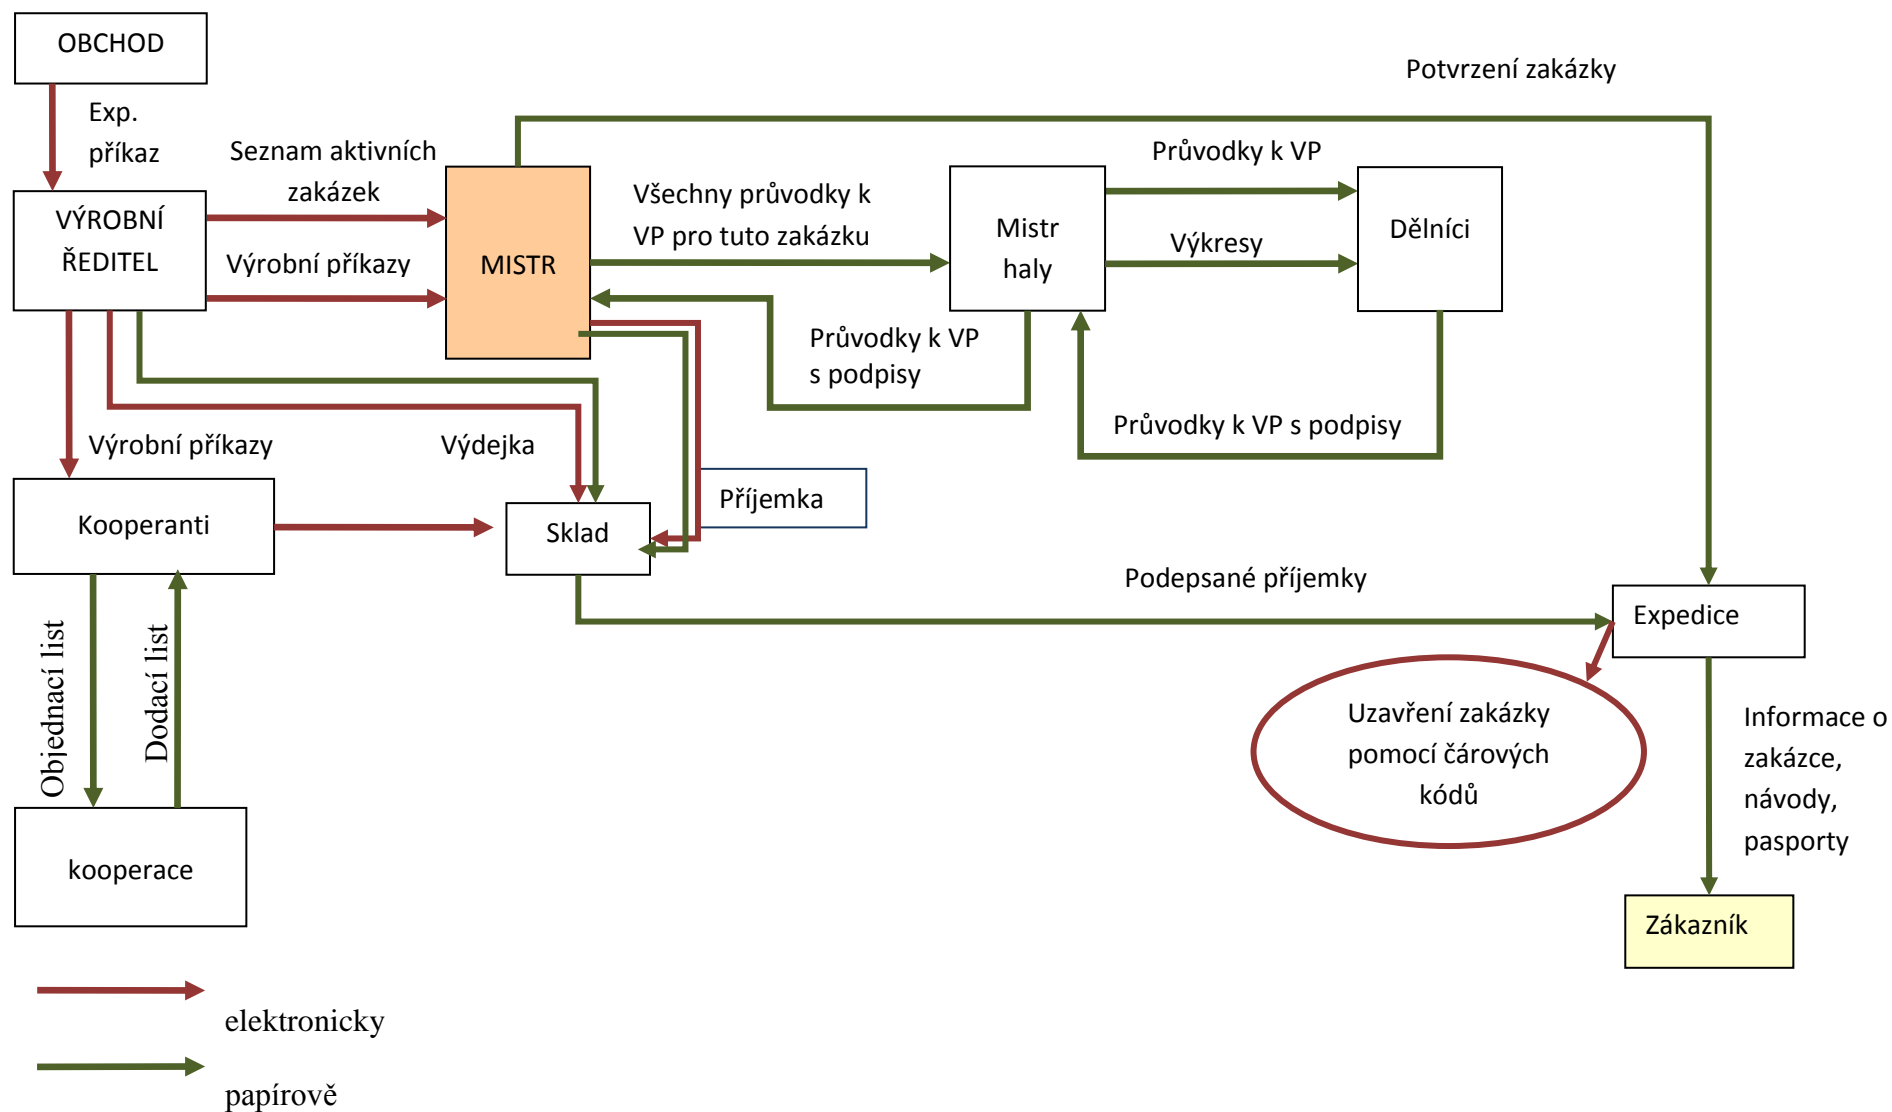 OBCHOD
Potvrzení zakázky
Exp.
příkaz
Seznam aktivních
zakázek
Průvodky k VP
VÝROBNÍ
ŘEDITEL
Výrobní příkazy
MISTR
Všechny průvodky k
VP pro tuto zakázku
Mistr
haly
Výkresy
Dělníci
Průvodky k VP
s podpisy
Průvodky k VP s podpisy
Výrobní příkazy
Výdejka
Příjemka
Kooperanti
Sklad
Podepsané příjemky
Expedice
Objednací list
Dodací list
Uzavření zakázky
pomocí čárových
kódů
Informace o
zakázce,
návody,
pasporty
kooperace
Zákazník
elektronicky
papírově